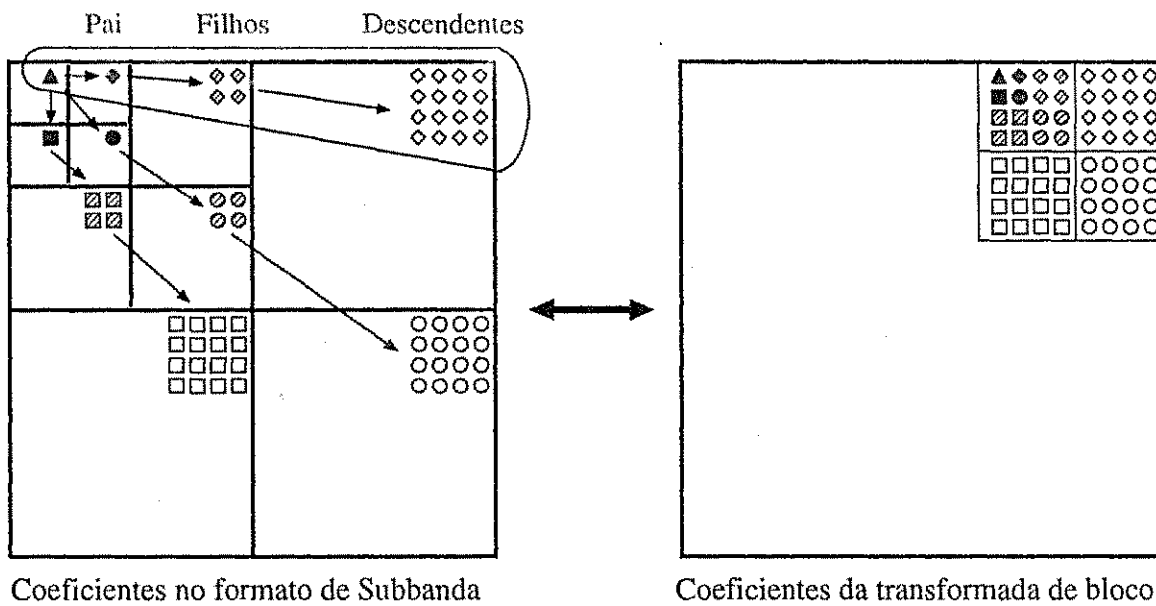 Pai Filhos Descendentes
Coeficientes no formato de Subbanda
Coeficientes da transformada de bloco